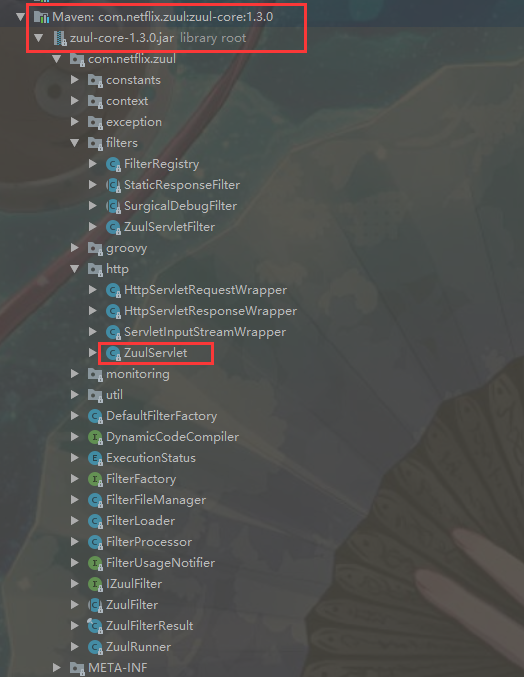 Maven: com.netflix.zuul:zuul-core:1.3.0
zuul-core-1.3.0.jar library root
com.netflix.zuul
constants
context
exception
filters
FilterRegistry
StaticResponseFilter
SurgicalDebugFilter
ZuulServletFilter
groovy
http
HttpServletRequestWrapper
HttpServletResponseWrapper
ServletInputStreamWrapper
ZuulServlet
monitoring
util
DefaultFilterFactory
DynamicCodeCompiler
ExecutionStatus
FilterFactory
FilterFileManager
FilterLoader
FilterProcessor
FilterUsageNotifier
IZuulFilter
ZuulFilter
ZuulFilterResult
ZuulRunner
META-INF